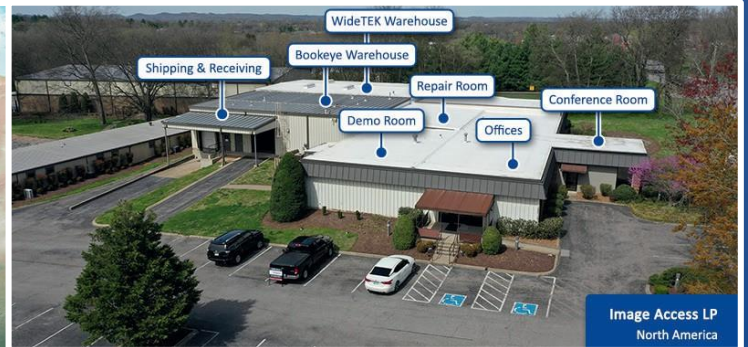 WideTEK Warehouse
Bookeye Warehouse
Shipping & Receiving
Repair Room
Conference Room
Demo Room
Offices
Image Access LP
North America